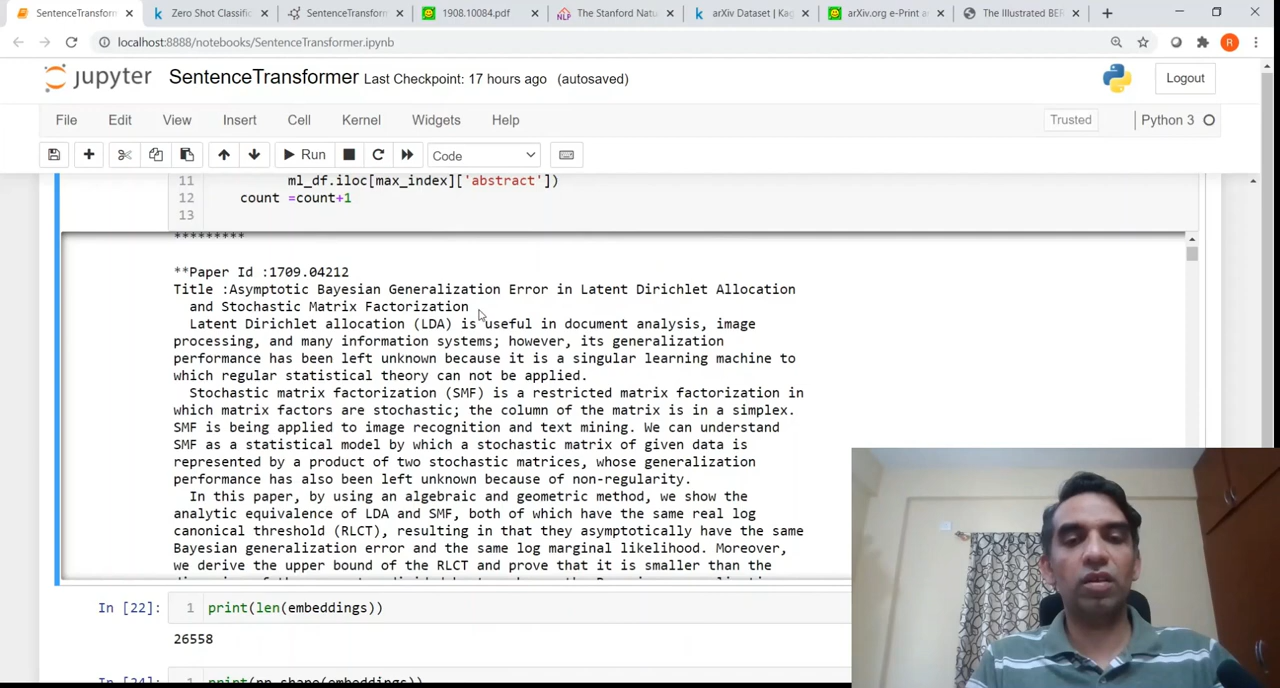 SentenceTransform
Zero Shot Classific
SentenceTransform
1908.10084.pdf
The Stanford Natu
arXiv Dataset | Kag
arXiv.org e-Print ar
The Illustrated BER
localhost:8888/notebooks/SentenceTransformer.ipynb
R
jupyter SentenceTransformer Last Checkpoint: 17 hours ago (autosaved)
Logout
File Edit View Insert Cell Kernel Widgets Help
Trusted
Python 3
Run
Code
11 ml_df.iloc[max_index]['abstract'])
12 count =count+1
13
*********
**Paper Id :1709.04212
Title :Asymptotic Bayesian Generalization Error in Latent Dirichlet Allocation
and Stochastic Matrix Factorization
Latent Dirichlet allocation (LDA) is useful in document analysis, image
processing, and many information systems; however, its generalization
performance has been left unknown because it is a singular learning machine to
which regular statistical theory can not be applied.
Stochastic matrix factorization (SMF) is a restricted matrix factorization in
which matrix factors are stochastic; the column of the matrix is in a simplex.
SMF is being applied to image recognition and text mining. We can understand
SMF as a statistical model by which a stochastic matrix of given data is
represented by a product of two stochastic matrices, whose generalization
performance has also been left unknown because of non-regularity.
In this paper, by using an algebraic and geometric method, we show the
analytic equivalence of LDA and SMF, both of which have the same real log
canonical threshold (RLCT), resulting in that they asymptotically have the same
Bayesian generalization error and the same log marginal likelihood. Moreover,
we derive the upper bound of the RLCT and prove that it is smaller than the
In [22]: 1 print(len(embeddings))
26558
In [24]: 1 print(np.shape(embeddings))